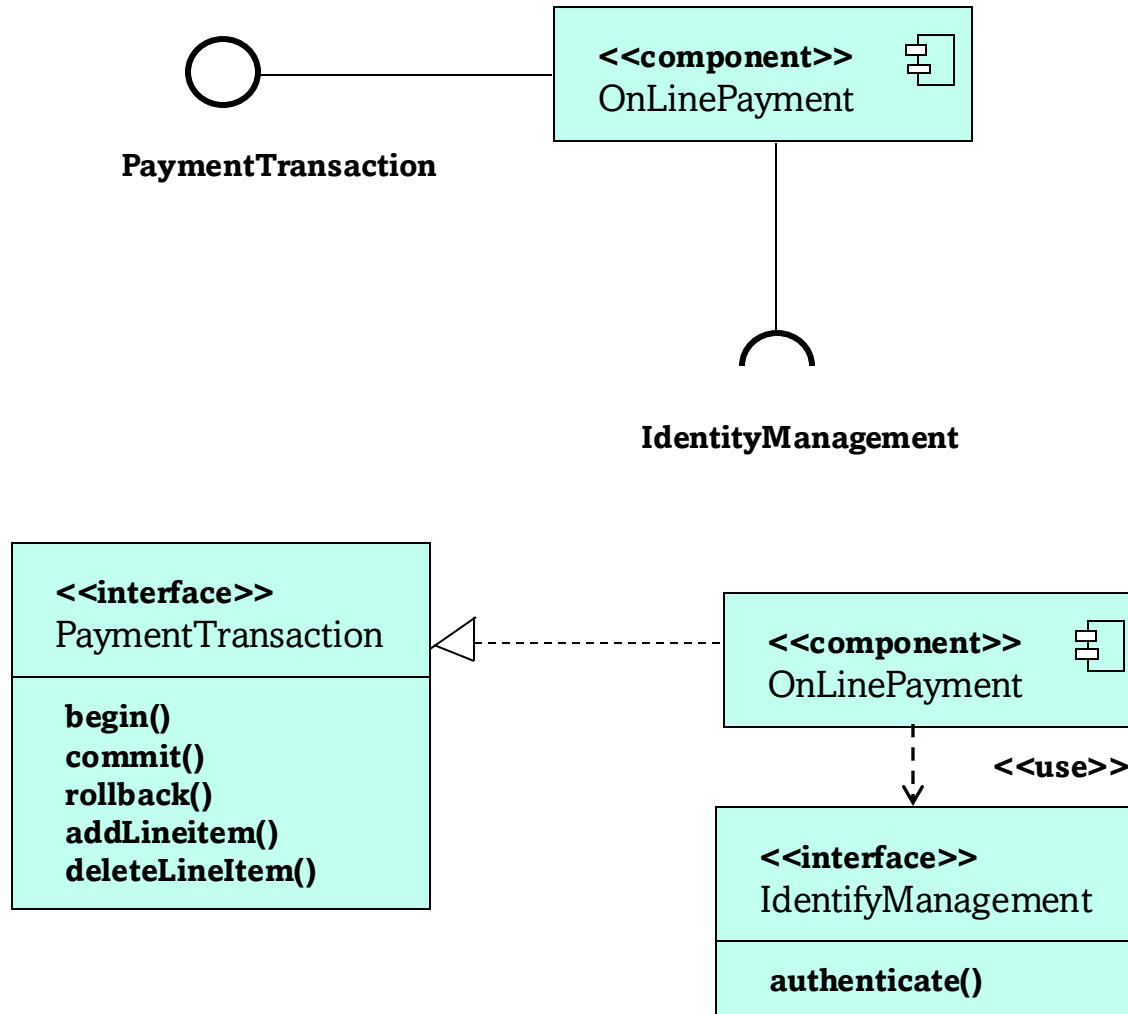 <<component>>
OnLinePayment
PaymentTransaction
IdentityManagement
<<interface>>
PaymentTransaction
begin()
commit()
rollback()
addLineitem()
deleteLineItem()
<<component>>
OnLinePayment
<<use>>
<<interface>>
IdentifyManagement
authenticate()